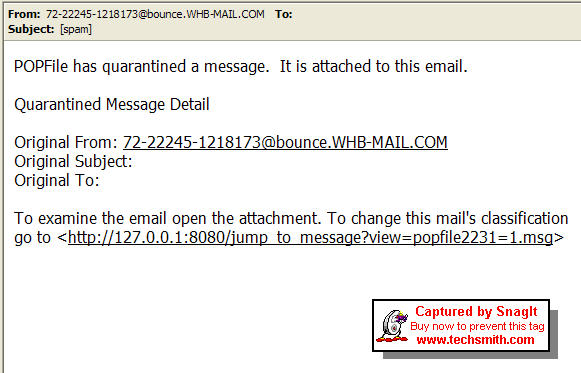 From: 72-22245-1218173@bounce.WHB-MAIL.COM To:
Subject: [spam]
POPFile has quarantined a message. It is attached to this email.
Quarantined Message Detail
Original From: 72-22245-1218173@bounce.WHB-MAIL.COM
Original Subject:
Original To:
To examine the email open the attachment. To change this mail's classification
go to <http://127.0.0.1:8080/jump_to_message?view=popfile2231=1.msg>
Captured by SnagIt
Buy now to prevent this tag
www.techsmith.com